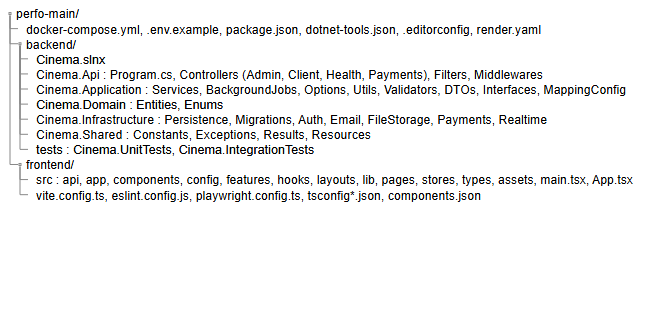 perfo-main/
docker-compose.yml, .env.example, package.json, dotnet-tools.json, .editorconfig, render.yaml
backend/
Cinema.slnx
Cinema.Api : Program.cs, Controllers (Admin, Client, Health, Payments), Filters, Middlewares
Cinema.Application : Services, BackgroundJobs, Options, Utils, Validators, DTOs, Interfaces, MappingConfig
Cinema.Domain : Entities, Enums
Cinema.Infrastructure : Persistence, Migrations, Auth, Email, FileStorage, Payments, Realtime
Cinema.Shared : Constants, Exceptions, Results, Resources
tests : Cinema.UnitTests, Cinema.IntegrationTests
frontend/
src : api, app, components, config, features, hooks, layouts, lib, pages, stores, types, assets, main.tsx, App.tsx
vite.config.ts, eslint.config.js, playwright.config.ts, tsconfig*.json, components.json